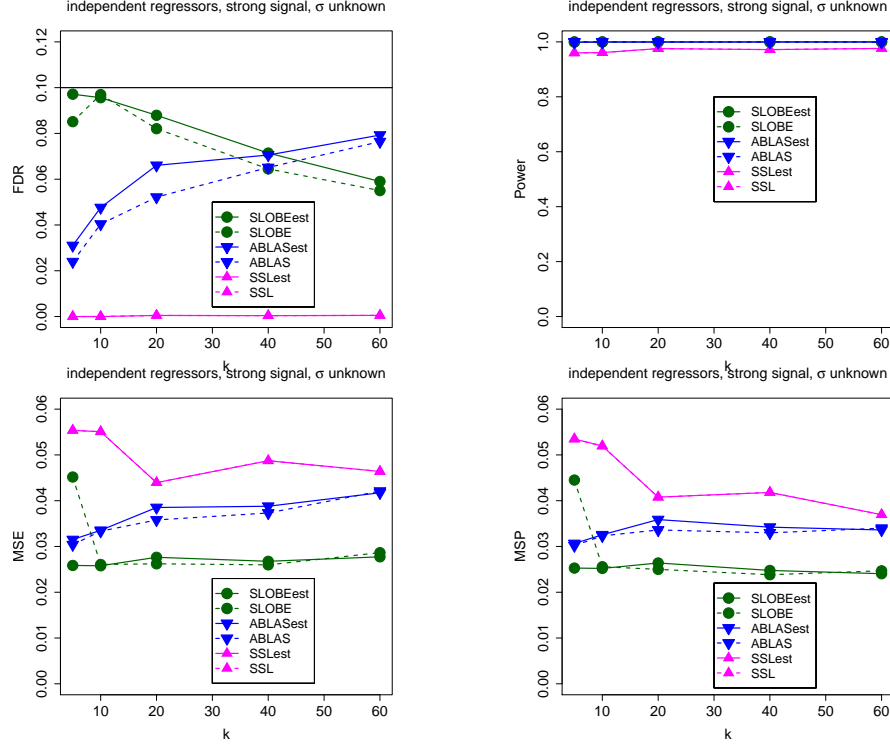 independent regressors, strong signal, σ unknown
0.12
0.10
0.08
0.06
0.04
0.02
0.00
FDR
SLOBEest
SLOBE
ABLASest
ABLAS
SSLest
SSL
10 20 30 40 50 60
k
independent regressors, strong signal, σ unknown
1.0
0.8
0.6
0.4
0.2
0.0
Power
SLOBEest
SLOBE
ABLASest
ABLAS
SSLest
SSL
10 20 30 40 50 60
k
independent regressors, strong signal, σ unknown
0.06
0.05
0.04
0.03
0.02
0.01
0.00
MSE
SLOBEest
SLOBE
ABLASest
ABLAS
SSLest
SSL
10 20 30 40 50 60
k
independent regressors, strong signal, σ unknown
0.06
0.05
0.04
0.03
0.02
0.01
0.00
MSP
SLOBEest
SLOBE
ABLASest
ABLAS
SSLest
SSL
10 20 30 40 50 60
k